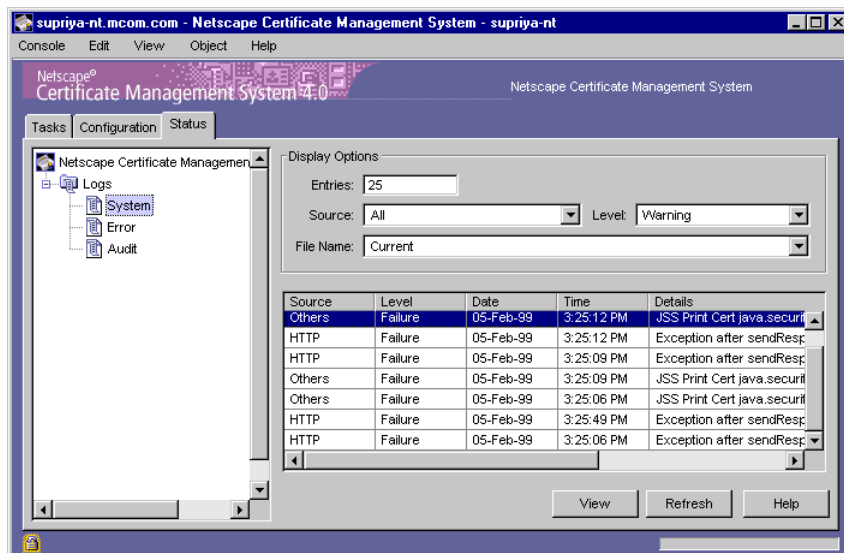 supriya-nt.mcom.com - Netscape Certificate Management System - supriya-nt
Console Edit View Object Help
Netscape®
Certificate Management System 4.0
Netscape Certificate Management System
Tasks Configuration Status
Netscape Certificate Managemen
Logs
System
Error
Audit
Display Options
Entries: 25
Source: All Level: Warning
File Name: Current
Source Level Date Time Details
Others Failure 05-Feb-99 3:25:12 PM JSS Print Cert java.securit
HTTP Failure 05-Feb-99 3:25:12 PM Exception after sendResp
HTTP Failure 05-Feb-99 3:25:09 PM Exception after sendResp
Others Failure 05-Feb-99 3:25:09 PM JSS Print Cert java.securit
Others Failure 05-Feb-99 3:25:06 PM JSS Print Cert java.securit
HTTP Failure 05-Feb-99 3:25:49 PM Exception after sendResp
HTTP Failure 05-Feb-99 3:25:06 PM Exception after sendResp
View Refresh Help